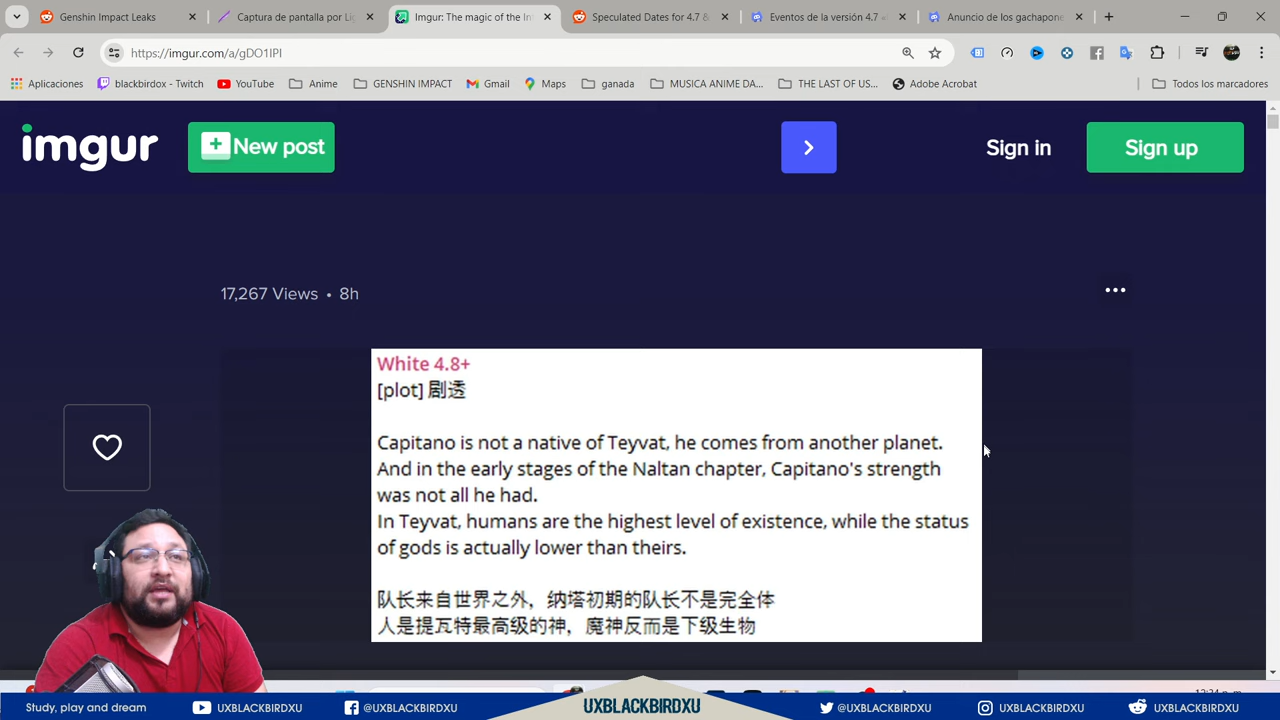 Genshin Impact Leaks
Captura de pantalla por Lig
Imgur: The magic of the In
Speculated Dates for 4.7 &
Eventos de la versión 4.7 «
Anuncio de los gachapone
https://imgur.com/a/gDO1IPI
Aplicaciones
blackbirdox - Twitch
YouTube
Anime
GENSHIN IMPACT
Gmail
Maps
ganada
MUSICA ANIME DA...
THE LAST OF US...
Adobe Acrobat
Todos los marcadores
imgur
New post
Sign in
Sign up
17,267 Views • 8h
White 4.8+
[plot] 剧透
Capitano is not a native of Teyvat, he comes from another planet.
And in the early stages of the Naltan chapter, Capitano's strength
was not all he had.
In Teyvat, humans are the highest level of existence, while the status
of gods is actually lower than theirs.
队长来自世界之外，纳塔初期的队长不是完全体
人是提瓦特最高级的神，魔神反而是下级生物
Study, play and dream
UXBLACKBIRDXU
@UXBLACKBIRDXU
UXBLACKBIRDXU
@UXBLACKBIRDXU
UXBLACKBIRDXU
UXBLACKBIRDXU